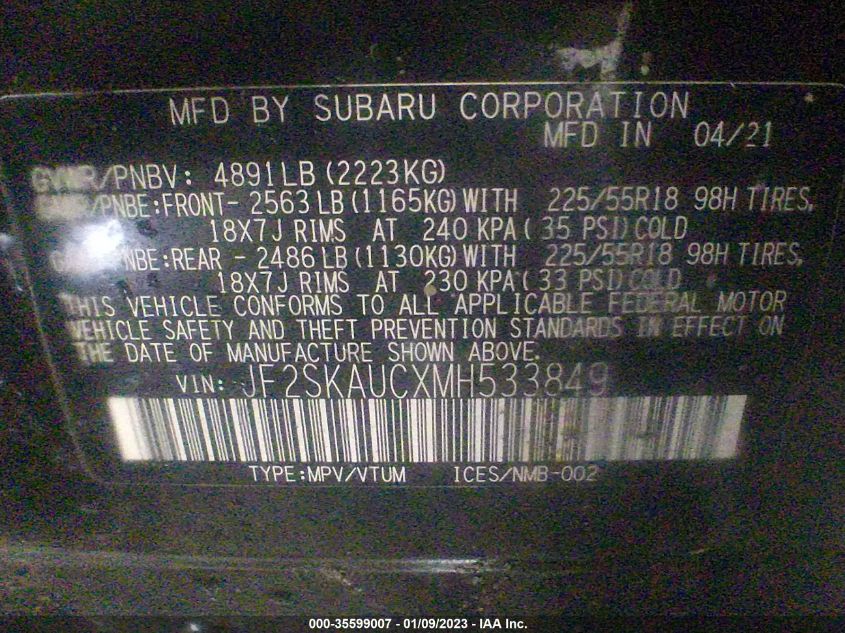 MFD BY SUBARU CORPORATION
MFD IN 04/21
GVWR/PNBV: 4891LB (2223KG)
/PNBE:FRONT- 2563 LB (1165KG) WITH 225/55R18 98H TIRES,
18X7J RIMS AT 240 KPA( 35 PSI) COLD
PNBE:REAR - 2486 LB (1130KG) WITH 225/55R18 98H TIRES,
18X7J RIMS AT 230 KPA( 33 PSI) COLD
THIS VEHICLE CONFORMS TO ALL APPLICABLE FEDERAL MOTOR
VEHICLE SAFETY AND THEFT PREVENTION STANDARDS IN EFFECT ON
THE DATE OF MANUFACTURE SHOWN ABOVE.
VIN: JF2SKAUCXMH533849
TYPE:MPV/VTUM ICES/NMB-002
000-35599007 - 01/09/2023 - IAA Inc.